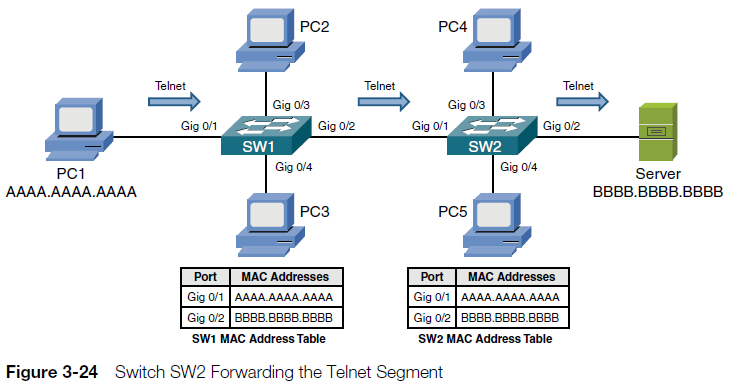 PC2
PC4
Telnet
Telnet
Telnet
Gig 0/3
Gig 0/3
Gig 0/1
Gig 0/2
Gig 0/1
Gig 0/2
SW1
SW2
Gig 0/4
Gig 0/4
PC1
AAAA.AAAA.AAAA
Server
BBBB.BBBB.BBBB
PC3
PC5
Port MAC Addresses
Gig 0/1 AAAA.AAAA.AAAA
Gig 0/2 BBBB.BBBB.BBBB
SW1 MAC Address Table
Port MAC Addresses
Gig 0/1 AAAA.AAAA.AAAA
Gig 0/2 BBBB.BBBB.BBBB
SW2 MAC Address Table
Figure 3-24 Switch SW2 Forwarding the Telnet Segment